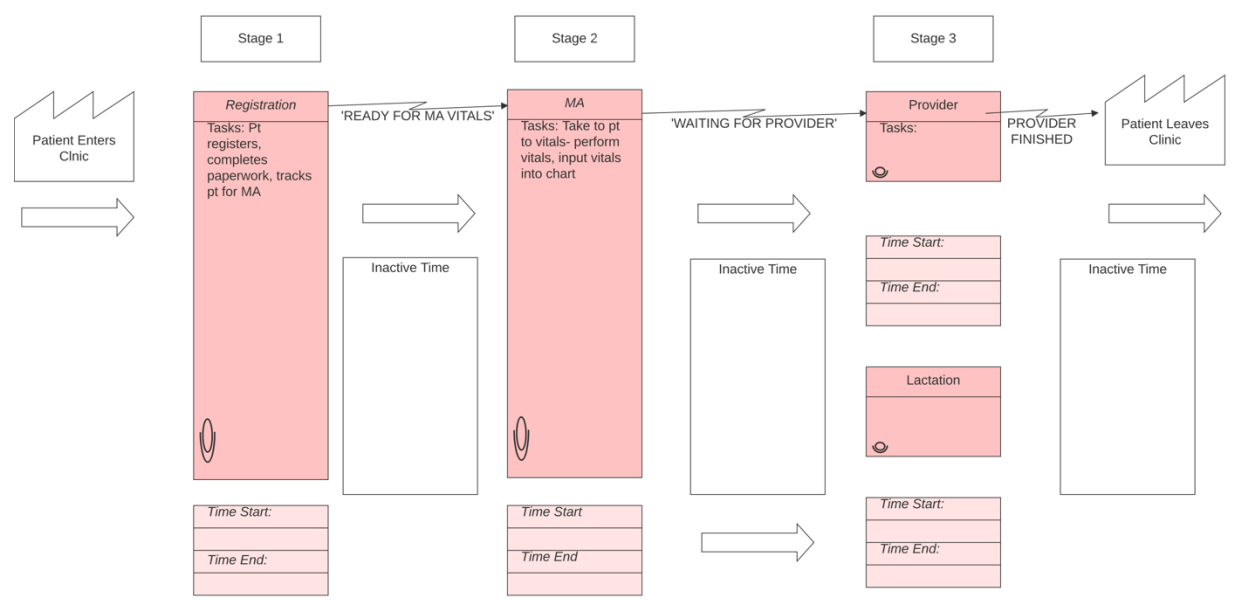 Stage 1
Stage 2
Stage 3
Patient Enters
Clnic
Registration
Tasks: Pt
registers,
completes
paperwork, tracks
pt for MA
'READY FOR MA VITALS'
MA
Tasks: Take to pt
to vitals- perform
vitals, input vitals
into chart
'WAITING FOR PROVIDER'
Provider
Tasks:
PROVIDER
FINISHED
Patient Leaves
Clinic
Inactive Time
Inactive Time
Time Start:
Time End:
Inactive Time
Lactation
Time Start:
Time End:
Time Start
Time End
Time Start:
Time End: